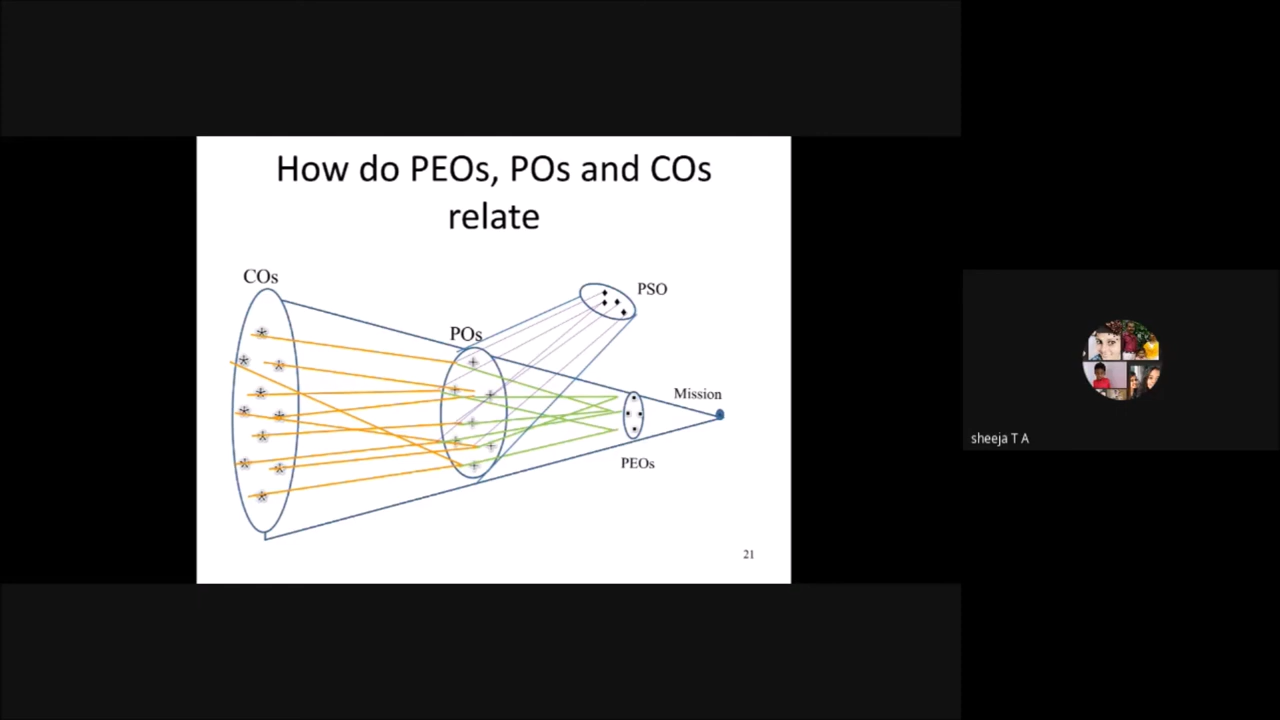 How do PEOs, POs and COs
relate
COs
PSO
POs
Mission
PEOs
21
sheeja T A